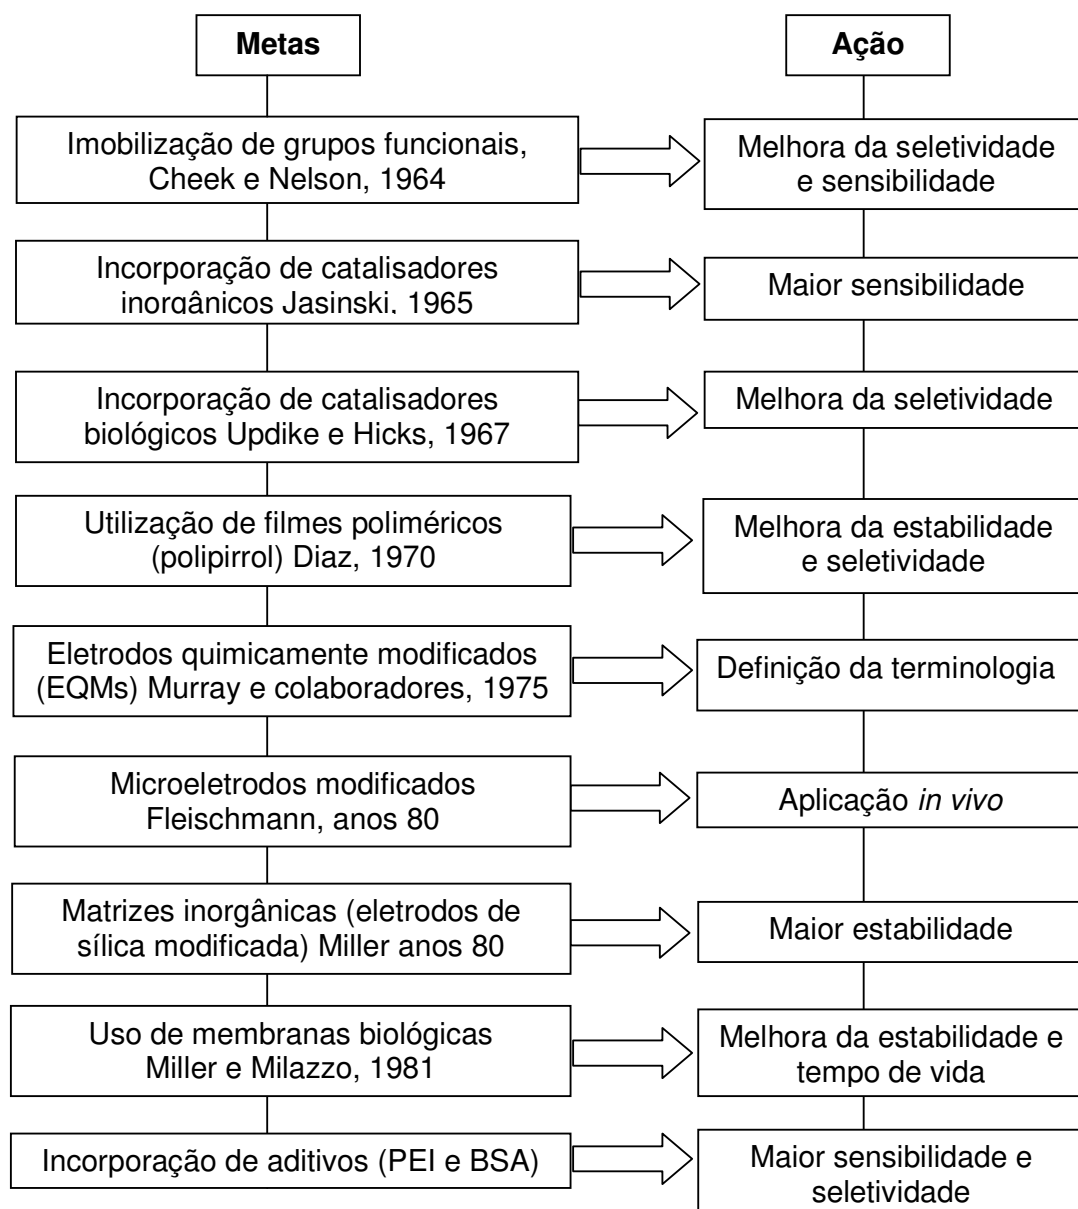 Metas
Ação
Imobilização de grupos funcionais,
Cheek e Nelson, 1964
Melhora da seletividade
e sensibilidade
Incorporação de catalisadores
inorgânicos Jasinski, 1965
Maior sensibilidade
Incorporação de catalisadores
biológicos Updike e Hicks, 1967
Melhora da seletividade
Utilização de filmes poliméricos
(polipirrol) Diaz, 1970
Melhora da estabilidade
e seletividade
Eletrodos quimicamente modificados
(EQMs) Murray e colaboradores, 1975
Definição da terminologia
Microeletrodos modificados
Fleischmann, anos 80
Aplicação in vivo
Matrizes inorgânicas (eletrodos de
sílica modificada) Miller anos 80
Maior estabilidade
Uso de membranas biológicas
Miller e Milazzo, 1981
Melhora da estabilidade e
tempo de vida
Incorporação de aditivos (PEI e BSA)
Maior sensibilidade e
seletividade